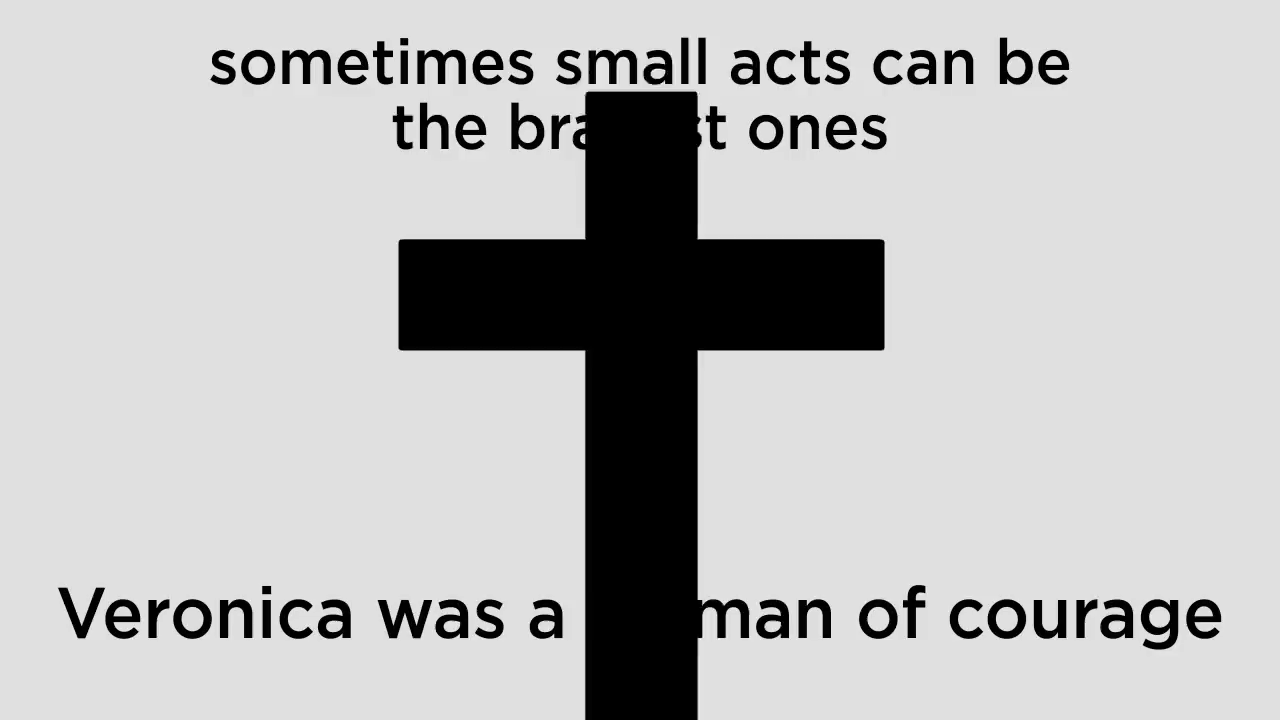 sometimes small acts can be
the ones
Veronica was a of courage